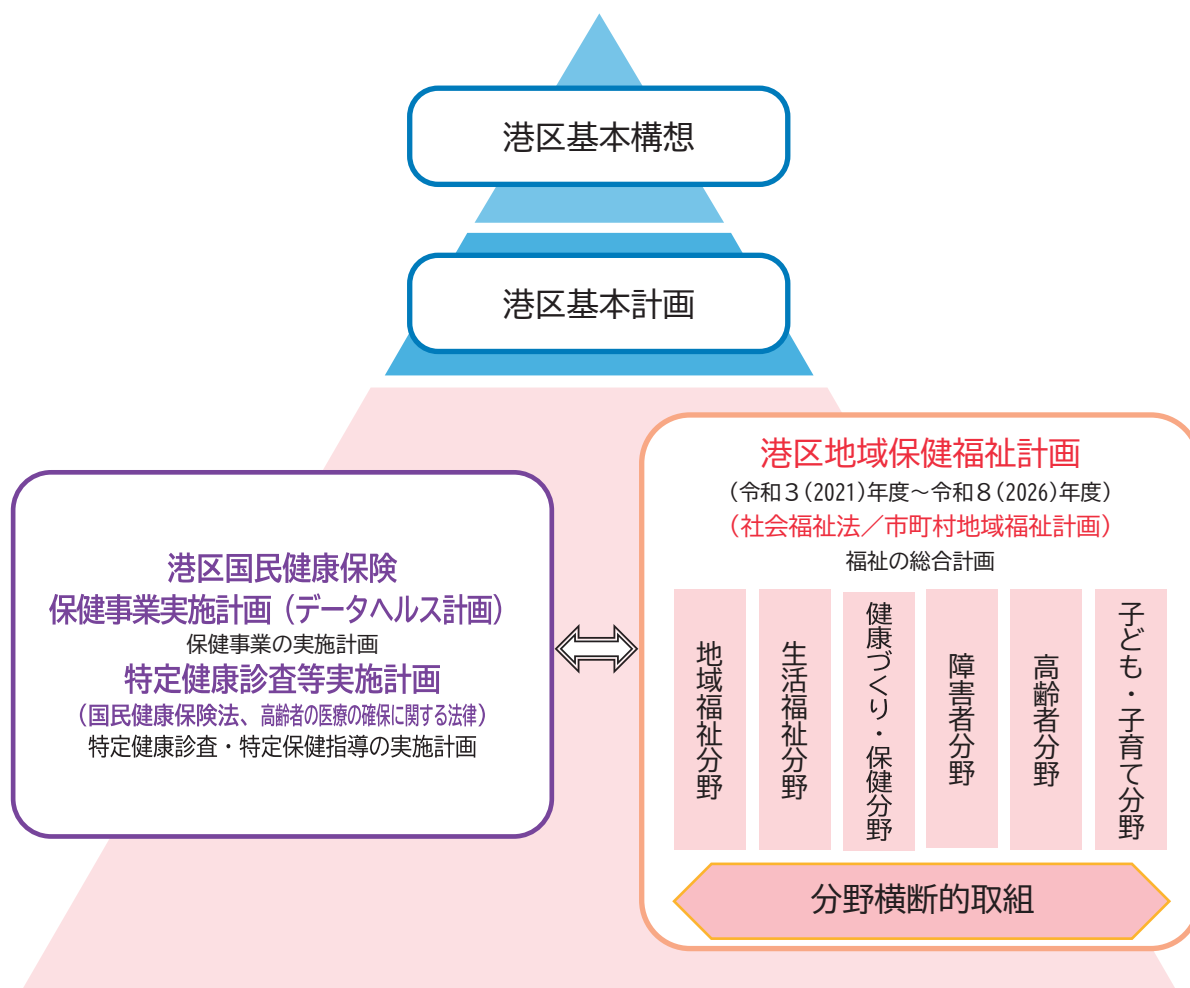 港区基本構想
港区基本計画
港区国民健康保険
保健事業実施計画（データヘルス計画）
保健事業の実施計画
特定健康診査等実施計画
（国民健康保険法、高齢者の医療の確保に関する法律）
特定健康診査・特定保健指導の実施計画
港区地域保健福祉計画
（令和３(2021)年度～令和８(2026)年度）
（社会福祉法／市町村地域福祉計画）
福祉の総合計画
地域福祉分野
生活福祉分野
健康づくり・保健分野
障害者分野
高齢者分野
子ども・子育て分野
分野横断的取組